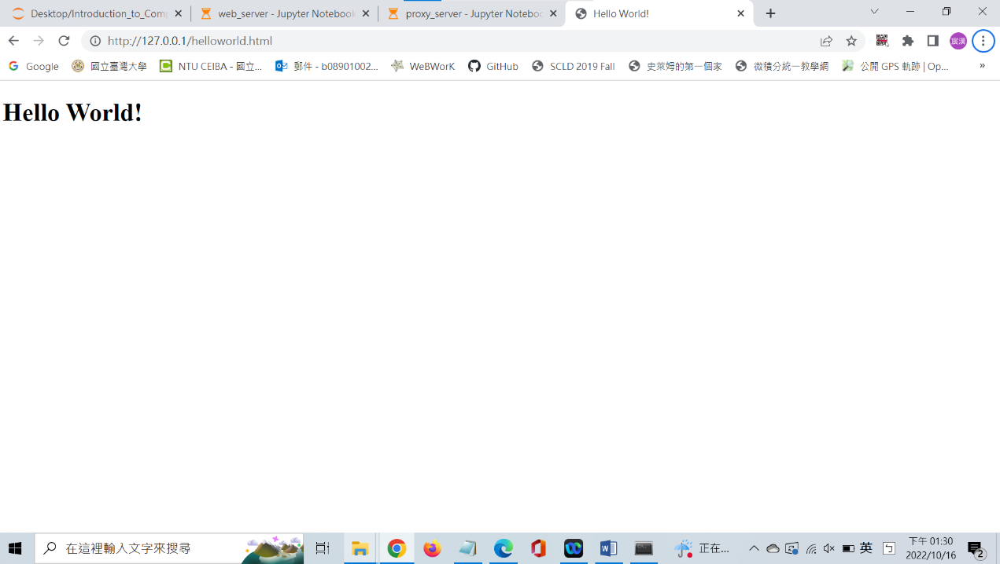 Desktop/Introduction_to_Comp
web_server - Jupyter Notebook
proxy_server - Jupyter Noteboo
Hello World!
http://127.0.0.1/helloworld.html
宸漢
Google
國立臺灣大學
NTU CEIBA - 國立...
郵件 - b08901002...
WeBWorK
GitHub
SCLD 2019 Fall
史萊姆的第一個家
微積分統一教學網
公開 GPS 軌跡 | Op...
»
Hello World!
在這裡輸入文字來搜尋
正在...
英
下午 01:30
2022/10/16
2